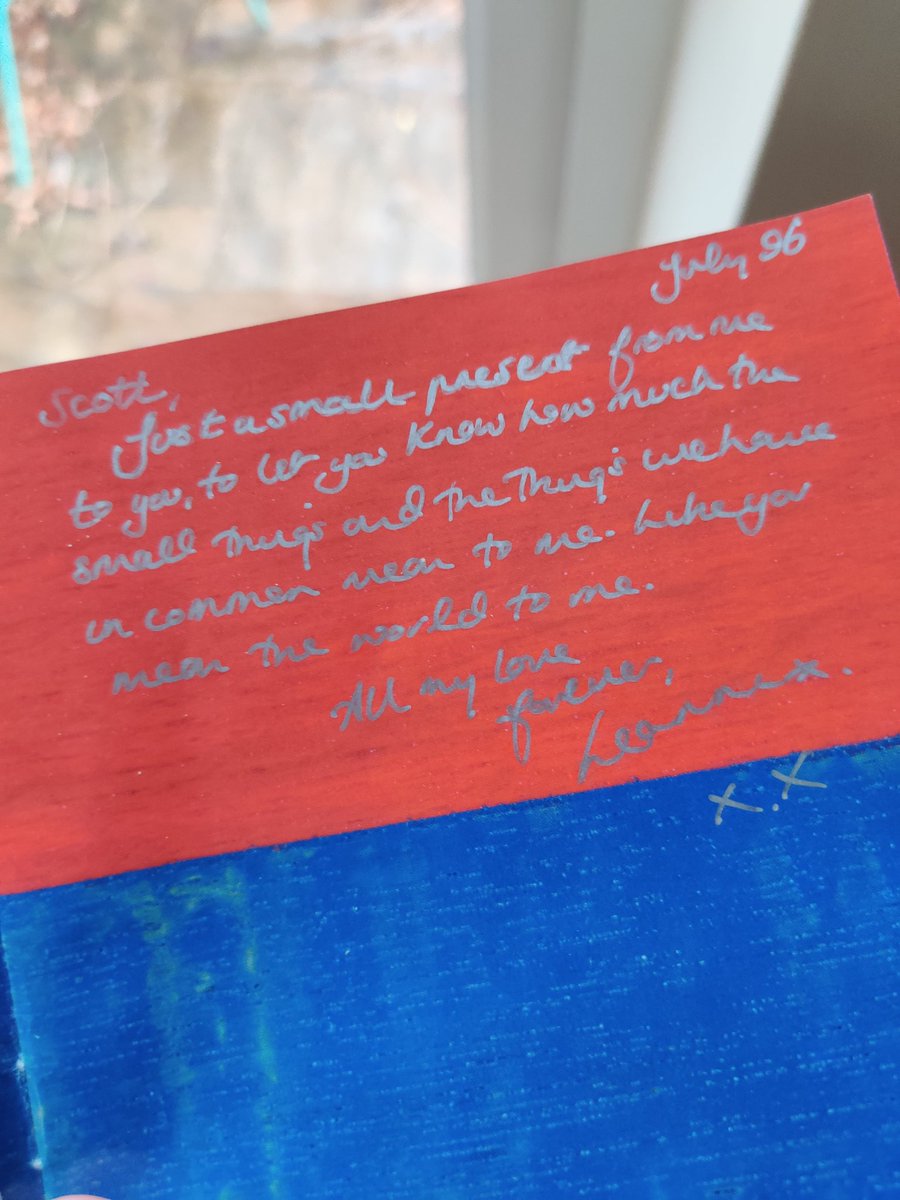 July, 96
Scott,
Just a small present from me
to you, to let you know how much the
small things and the things we have
in common mean to me. Like you
mean the world to me.
All my love
forever,
Leanne x.
x.x